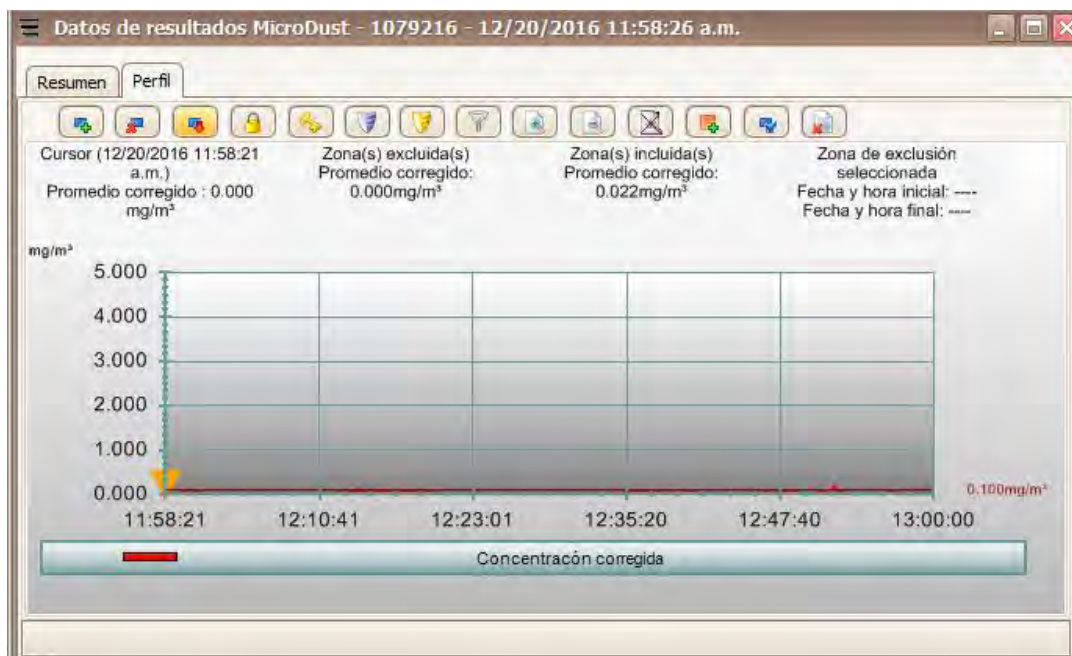 Datos de resultados MicroDust - 1079216 - 12/20/2016 11:58:26 a.m.
Resumen Perfil
Cursor (12/20/2016 11:58:21
a.m.)
Promedio corregido : 0.000
mg/m³
Zona(s) excluida(s)
Promedio corregido:
0.000mg/m³
Zona(s) incluida(s)
Promedio corregido:
0.022mg/m³
Zona de exclusión
seleccionada
Fecha y hora inicial: ----
Fecha y hora final: ----
mg/m³
5.000
4.000
3.000
2.000
1.000
0.000
0.100mg/m³
11:58:21 12:10:41 12:23:01 12:35:20 12:47:40 13:00:00
Concentracón corregida